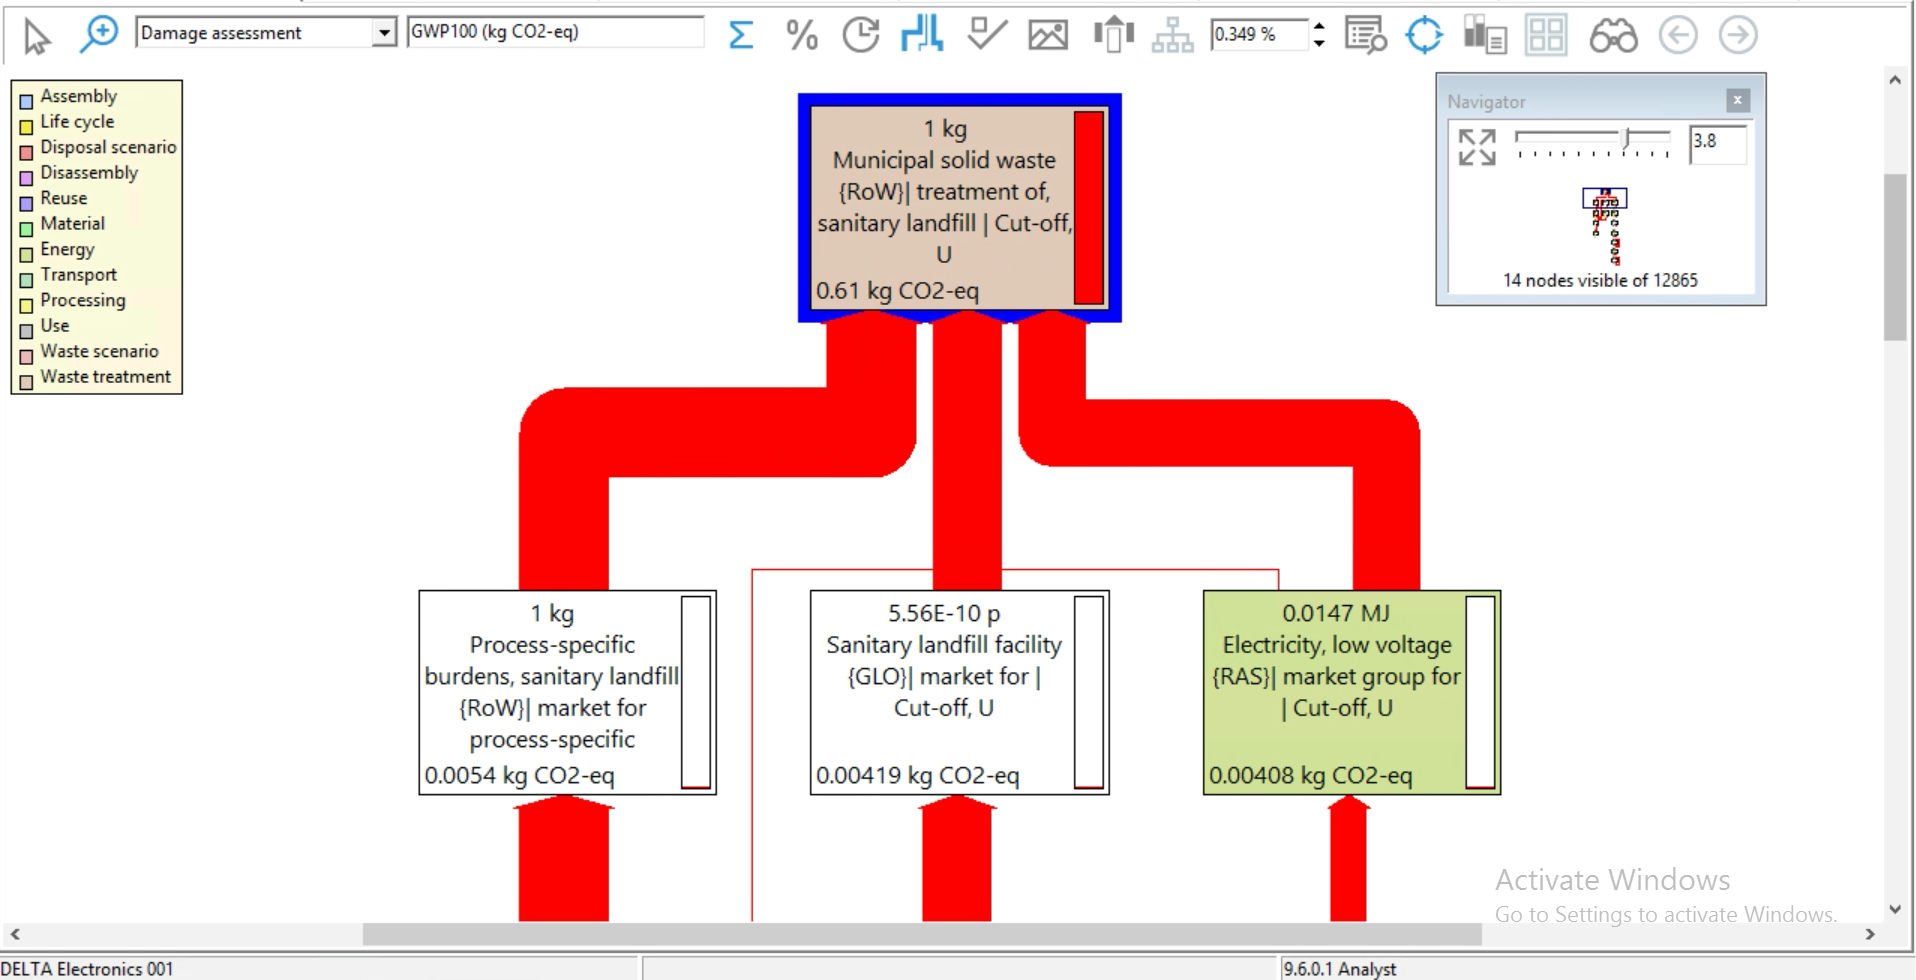 Damage assessment
GWP100 (kg CO2-eq)
Σ
%
0.349 %
Assembly
Life cycle
Disposal scenario
Disassembly
Reuse
Material
Energy
Transport
Processing
Use
Waste scenario
Waste treatment
1 kg
Municipal solid waste
{RoW}| treatment of,
sanitary landfill | Cut-off,
U
0.61 kg CO2-eq
Navigator
x
3.8
14 nodes visible of 12865
1 kg
Process-specific
burdens, sanitary landfill
{RoW}| market for
process-specific
0.0054 kg CO2-eq
5.56E-10 p
Sanitary landfill facility
{GLO}| market for |
Cut-off, U
0.00419 kg CO2-eq
0.0147 MJ
Electricity, low voltage
{RAS}| market group for
| Cut-off, U
0.00408 kg CO2-eq
Activate Windows
Go to Settings to activate Windows.
DELTA Electronics 001
9.6.0.1 Analyst